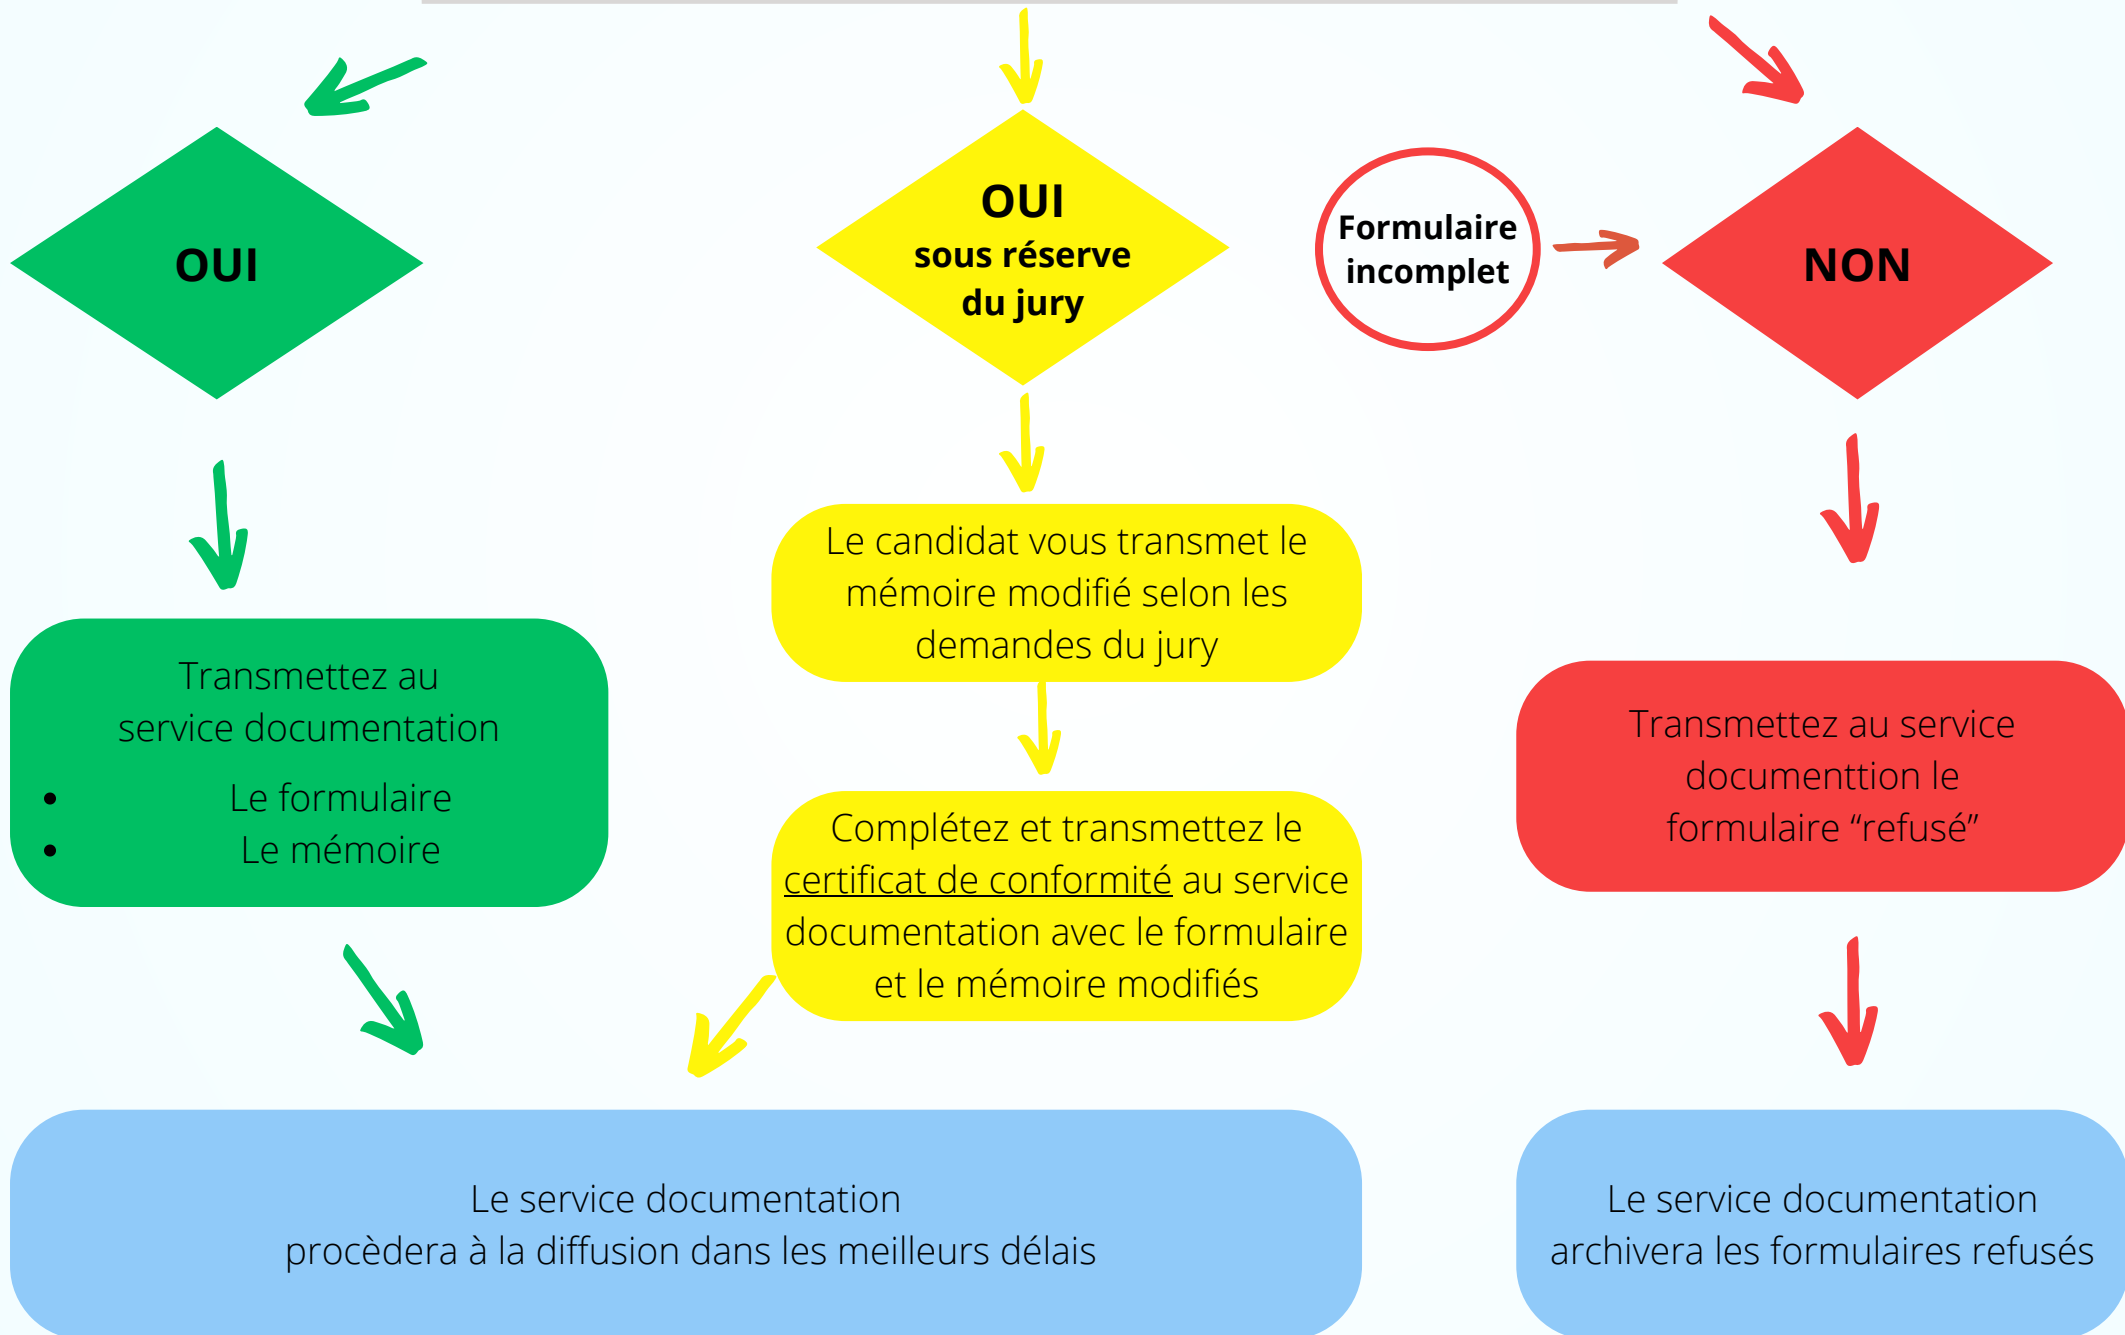 OUI
OUI
sous réserve
du jury
Formulaire
incomplet
NON
Transmettez au
service documentation
• Le formulaire
• Le mémoire
Le candidat vous transmet le
mémoire modifié selon les
demandes du jury
Complétez et transmettez le
certificat de conformité au service
documentation avec le formulaire
et le mémoire modifiés
Transmettez au service
documenttion le
formulaire “refusé”
Le service documentation
procèdera à la diffusion dans les meilleurs délais
Le service documentation
archivera les formulaires refusés